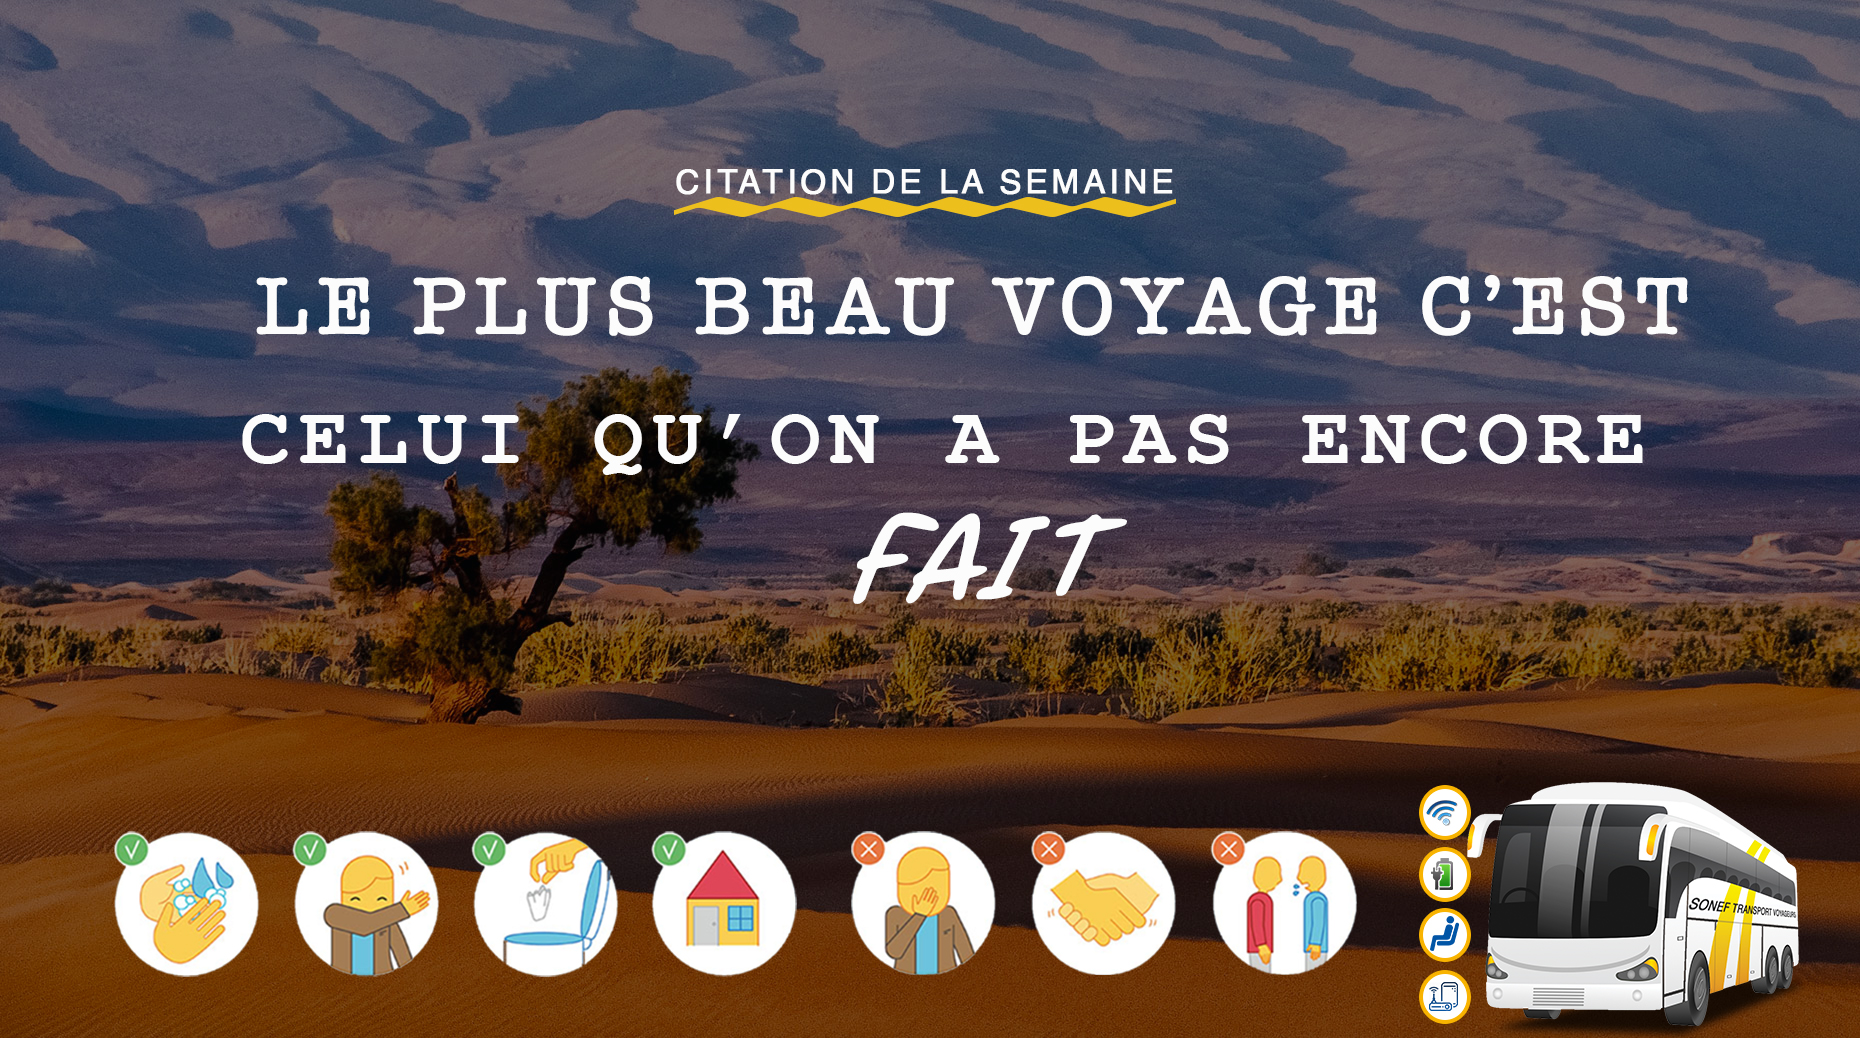 CITATION DE LA SEMAINE
LE PLUS BEAU VOYAGE C’EST
CELUI QU’ON A PAS ENCORE
FAIT
SONEF TRANSPORT VOYAGEURS